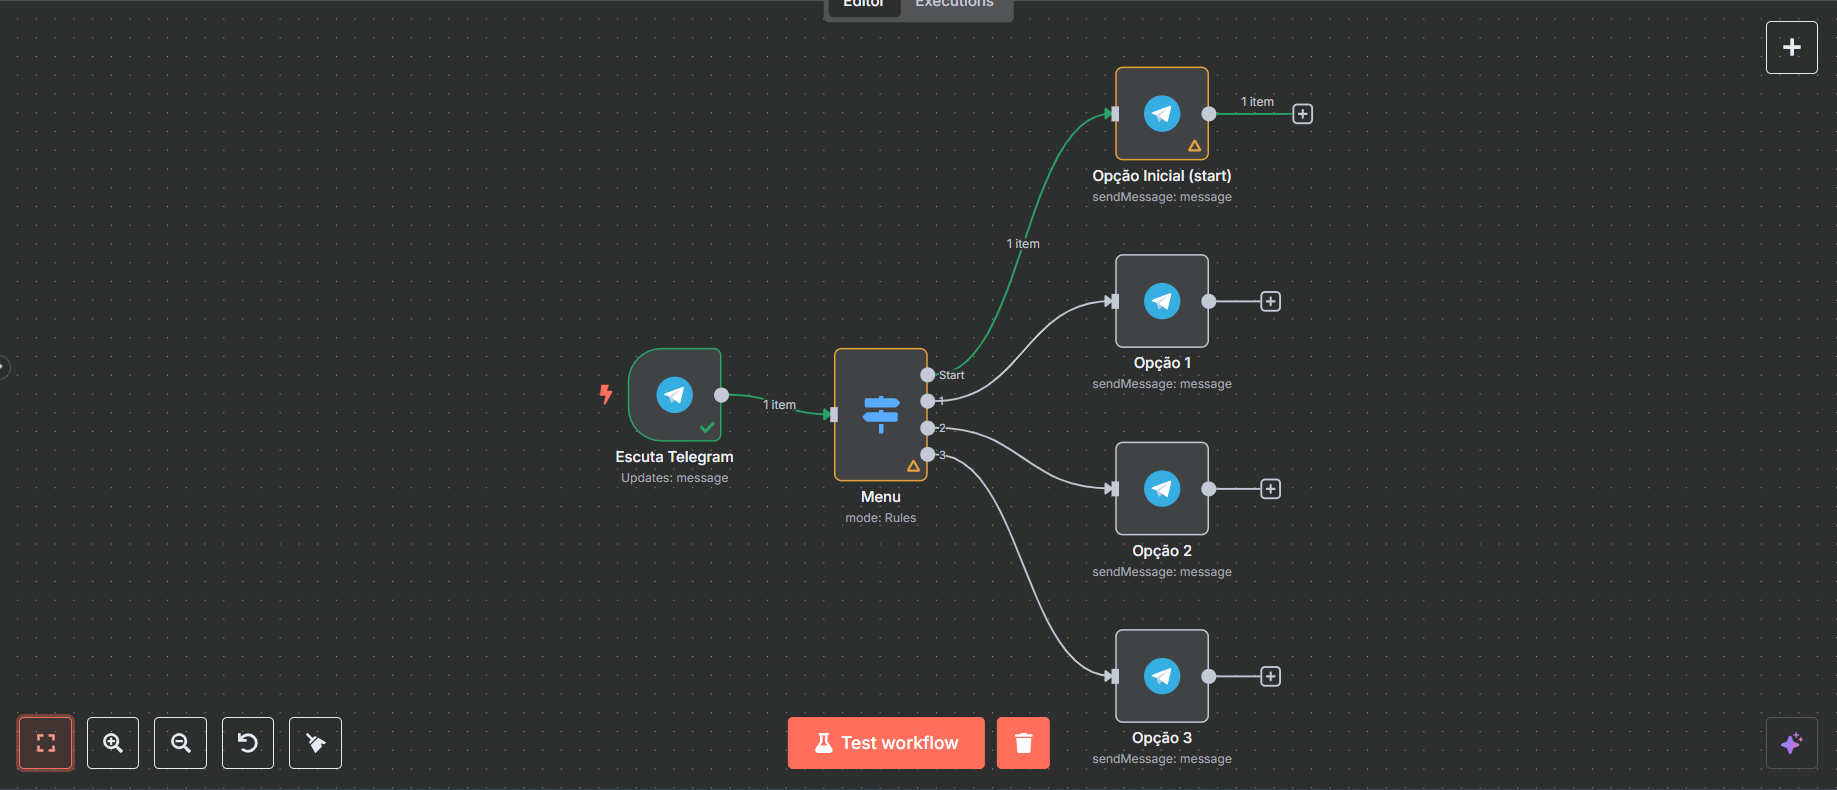 Editor Executions
1 item
Opção Inicial (start)
sendMessage: message
1 item
Opção 1
sendMessage: message
Start
1
2
3
1 item
Escuta Telegram
Updates: message
Menu
mode: Rules
Opção 2
sendMessage: message
Test workflow
Opção 3
sendMessage: message